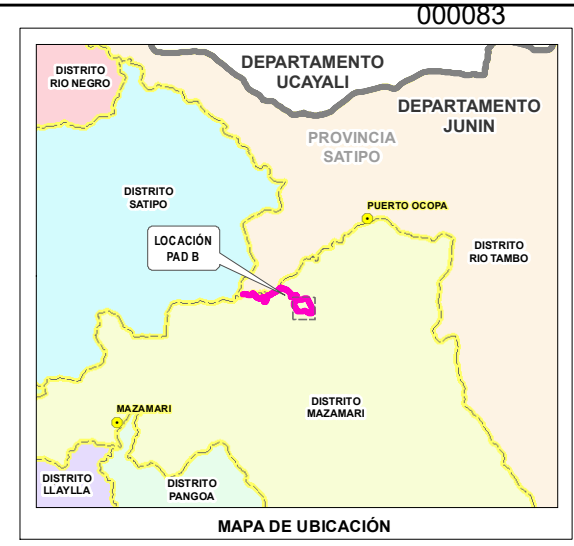 000083
DEPARTAMENTO
UCAYALI
DISTRITO
RIO NEGRO
DEPARTAMENTO
JUNIN
PROVINCIA
SATIPO
DISTRITO
SATIPO
PUERTO OCOPA
LOCACIÓN
PAD B
DISTRITO
RIO TAMBO
DISTRITO
MAZAMARI
MAZAMARI
DISTRITO
LLAYLLA
DISTRITO
PANGOA
MAPA DE UBICACIÓN